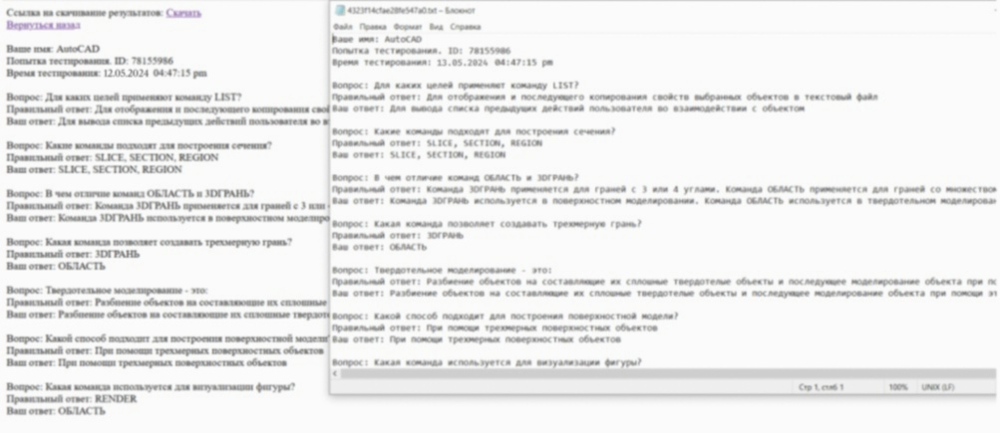 Ссылка на скачивание результатов: Скачать
Вернуться назад
Ваше имя: AutoCAD
Попытка тестирования. ID: 78155986
Время тестирования: 12.05.2024 04:47:15 pm
Вопрос: Для каких целей применяют команду LIST?
Правильный ответ: Для отображения и последующего копирования свой
Ваш ответ: Для вывода списка предыдущих действий пользователя во в
Вопрос: Какие команды подходят для построения сечения?
Правильный ответ: SLICE, SECTION, REGION
Ваш ответ: SLICE, SECTION, REGION
Вопрос: В чем отличие команд ОБЛАСТЬ и 3DГРАНЬ?
Правильный ответ: Команда 3DГРАНЬ применяется для граней с 3 или
Ваш ответ: Команда 3DГРАНЬ используется в поверхностном моделиро
Вопрос: Какая команда позволяет создавать трехмерную грань?
Правильный ответ: 3DГРАНЬ
Ваш ответ: ОБЛАСТЬ
Вопрос: Твердотельное моделирование - это:
Правильный ответ: Разбиение объектов на составляющие их сплошные
Ваш ответ: Разбиение объектов на составляющие их сплошные твердоте
Вопрос: Какой способ подходит для построения поверхностной модели?
Правильный ответ: При помощи трехмерных поверхностных объектов
Ваш ответ: При помощи трехмерных поверхностных объектов
Вопрос: Какая команда используется для визуализации фигуры?
Правильный ответ: RENDER
Ваш ответ: ОБЛАСТЬ
4323f14cfae28fe547a0.txt – Блокнот
Файл Правка Формат Вид Справка
Ваше имя: AutoCAD
Попытка тестирования. ID: 78155986
Время тестирования: 13.05.2024 04:47:15 pm
Вопрос: Для каких целей применяют команду LIST?
Правильный ответ: Для отображения и последующего копирования свойств выбранных объектов в текстовый файл
Ваш ответ: Для вывода списка предыдущих действий пользователя во взаимодействии с объектом
Вопрос: Какие команды подходят для построения сечения?
Правильный ответ: SLICE, SECTION, REGION
Ваш ответ: SLICE, SECTION, REGION
Вопрос: В чем отличие команд ОБЛАСТЬ и 3DГРАНЬ?
Правильный ответ: Команда 3DГРАНЬ применяется для граней с 3 или 4 углами. Команда ОБЛАСТЬ применяется для граней со множество
Ваш ответ: Команда 3DГРАНЬ используется в поверхностном моделировании. Команда ОБЛАСТЬ используется в твердотельном моделирова
Вопрос: Какая команда позволяет создавать трехмерную грань?
Правильный ответ: 3DГРАНЬ
Ваш ответ: ОБЛАСТЬ
Вопрос: Твердотельное моделирование - это:
Правильный ответ: Разбиение объектов на составляющие их сплошные твердотелые объекты и последующее моделирование объекта при по
Ваш ответ: Разбиение объектов на составляющие их сплошные твердотелые объекты и последующее моделирование объекта при помощи эт
Вопрос: Какой способ подходит для построения поверхностной модели?
Правильный ответ: При помощи трехмерных поверхностных объектов
Ваш ответ: При помощи трехмерных поверхностных объектов
Вопрос: Какая команда используется для визуализации фигуры?
Стр 1, стлб 1 100% UNIX (LF)